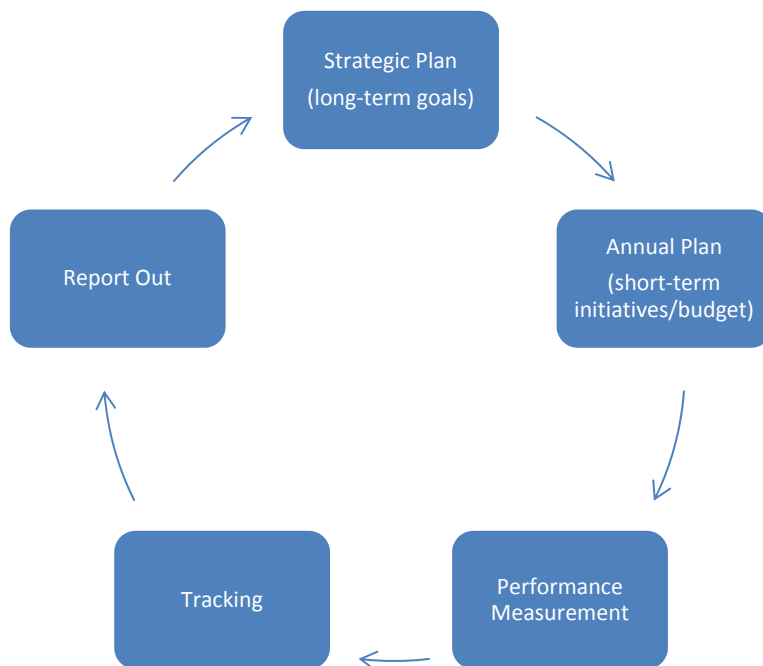 Strategic Plan
(long-term goals)
Annual Plan
(short-term
initiatives/budget)
Performance
Measurement
Tracking
Report Out